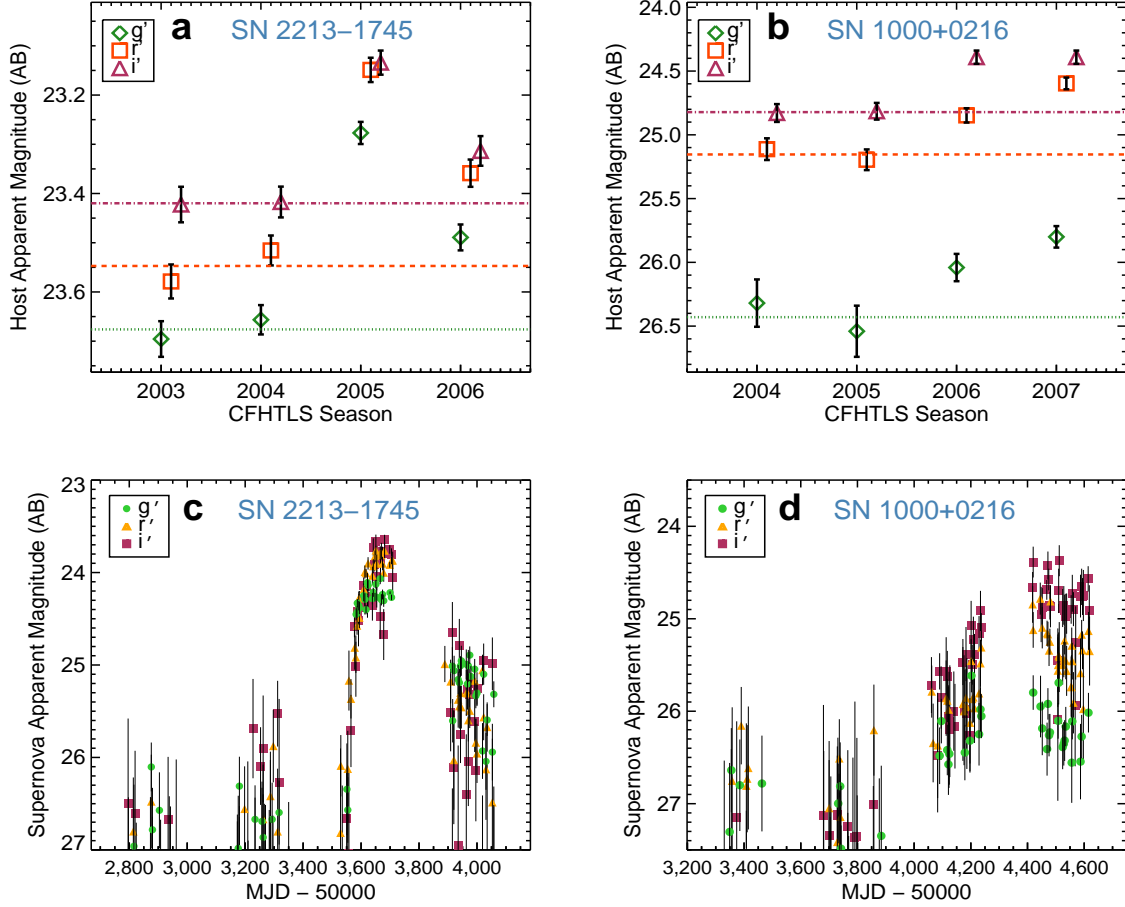 a SN 2213−1745
g'
r'
i'
23.2
23.4
23.6
Host Apparent Magnitude (AB)
2003 2004 2005 2006
CFHTLS Season
b SN 1000+0216
g'
r'
i'
24.0
24.5
25.0
25.5
26.0
26.5
Host Apparent Magnitude (AB)
2004 2005 2006 2007
CFHTLS Season
c SN 2213−1745
g′
r′
i′
23
24
25
26
27
Supernova Apparent Magnitude (AB)
2,800 3,000 3,200 3,400 3,600 3,800 4,000
MJD − 50000
d SN 1000+0216
g′
r′
i′
24
25
26
27
Supernova Apparent Magnitude (AB)
3,200 3,400 3,600 3,800 4,000 4,200 4,400 4,600
MJD − 50000